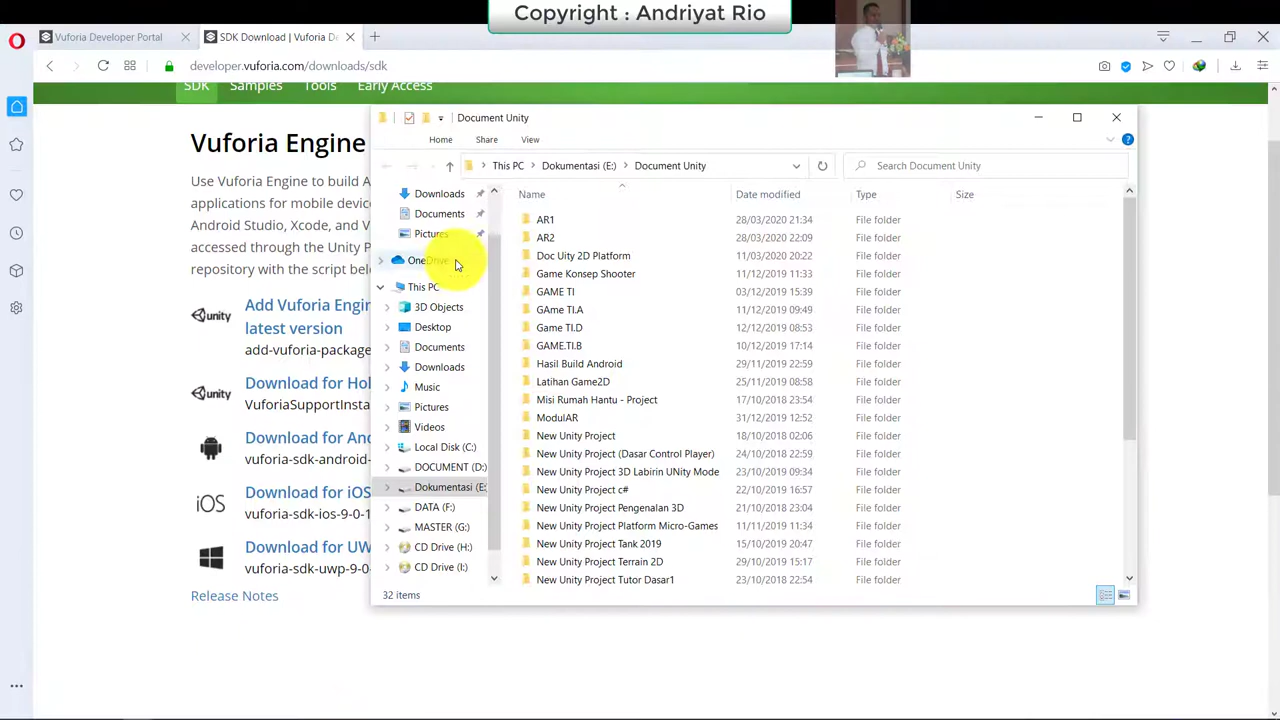 Copyright : Andriyat Rio
Vuforia Developer Portal
SDK Download | Vuforia De
developer.vuforia.com/downloads/sdk
SDK
Samples
Tools
Early Access
Vuforia Engine
Use Vuforia Engine to build A
applications for mobile device
Android Studio, Xcode, and V
accessed through the Unity P
repository with the script belo
Add Vuforia Engin
latest version
add-vuforia-package
Download for Hol
VuforiaSupportInsta
Download for And
vuforia-sdk-android-
Download for iOS
vuforia-sdk-ios-9-0-1
Download for UW
vuforia-sdk-uwp-9-0-
Release Notes
iOS
Document Unity
Home
Share
View
This PC
Dokumentasi (E:)
Document Unity
Search Document Unity
Downloads
Documents
Pictures
OneDrive
This PC
3D Objects
Desktop
Documents
Downloads
Music
Pictures
Videos
Local Disk (C:)
DOCUMENT (D:)
Dokumentasi (E:
DATA (F:)
MASTER (G:)
CD Drive (H:)
CD Drive (I:)
Name Date modified Type Size
AR1 28/03/2020 21:34 File folder
AR2 28/03/2020 22:09 File folder
Doc Uity 2D Platform 11/03/2020 20:22 File folder
Game Konsep Shooter 11/12/2019 11:33 File folder
GAME TI 03/12/2019 15:39 File folder
Game TI.A 11/12/2019 09:49 File folder
Game TI.D 12/12/2019 08:53 File folder
GAME.TI.B 10/12/2019 17:14 File folder
Hasil Build Android 29/11/2019 22:59 File folder
Latihan Game2D 25/11/2019 08:58 File folder
Misi Rumah Hantu - Project 17/10/2018 23:54 File folder
ModulAR 31/12/2019 12:52 File folder
New Unity Project 18/10/2018 02:06 File folder
New Unity Project (Dasar Control Player) 24/10/2018 22:59 File folder
New Unity Project 3D Labirin UNity Mode 23/10/2019 09:34 File folder
New Unity Project c# 22/10/2019 16:57 File folder
New Unity Project Pengenalan 3D 21/10/2018 23:04 File folder
New Unity Project Platform Micro-Games 11/11/2019 11:34 File folder
New Unity Project Tank 2019 15/10/2019 20:47 File folder
New Unity Project Terrain 2D 29/10/2019 15:17 File folder
New Unity Project Tutor Dasar1 23/10/2018 22:54 File folder
32 items